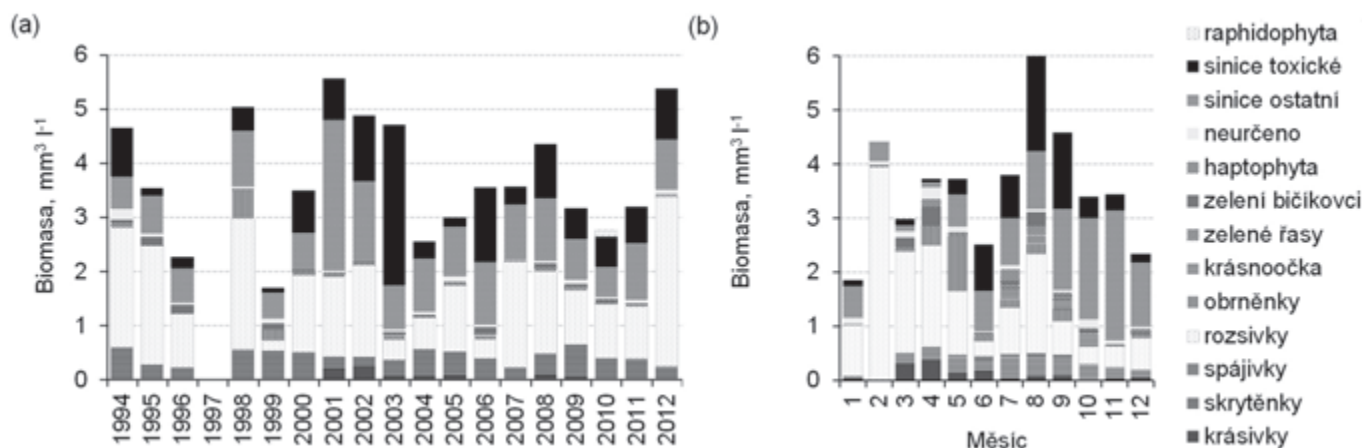 (a)
Biomasa, mm³ l⁻¹
6
5
4
3
2
1
0
1994
1995
1996
1997
1998
1999
2000
2001
2002
2003
2004
2005
2006
2007
2008
2009
2010
2011
2012
(b)
Biomasa, mm³ l⁻¹
6
5
4
3
2
1
0
1
2
3
4
5
6
7
8
9
10
11
12
Měsíc
raphidophyta
sinice toxické
sinice ostatní
neurčeno
haptophyta
zelení bičíkovci
zelené řasy
krásnoočka
obrněnky
rozsivky
spájivky
skrytěnky
krásivky